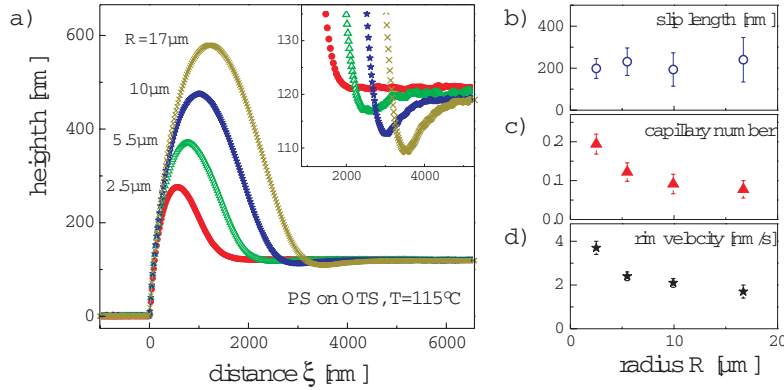 a)
R=17µm
10µm
5.5µm
2.5µm
PS on OTS, T=115°C
heighth [nm]
600
400
200
0
0
2000
4000
6000
distance ξ [nm]
130
120
110
2000
4000
b)
slip length [nm]
400
200
0
c)
capillary number
0.2
0.1
0.0
d)
rim velocity [nm/s]
4
2
0
0
10
20
radius R [µm]